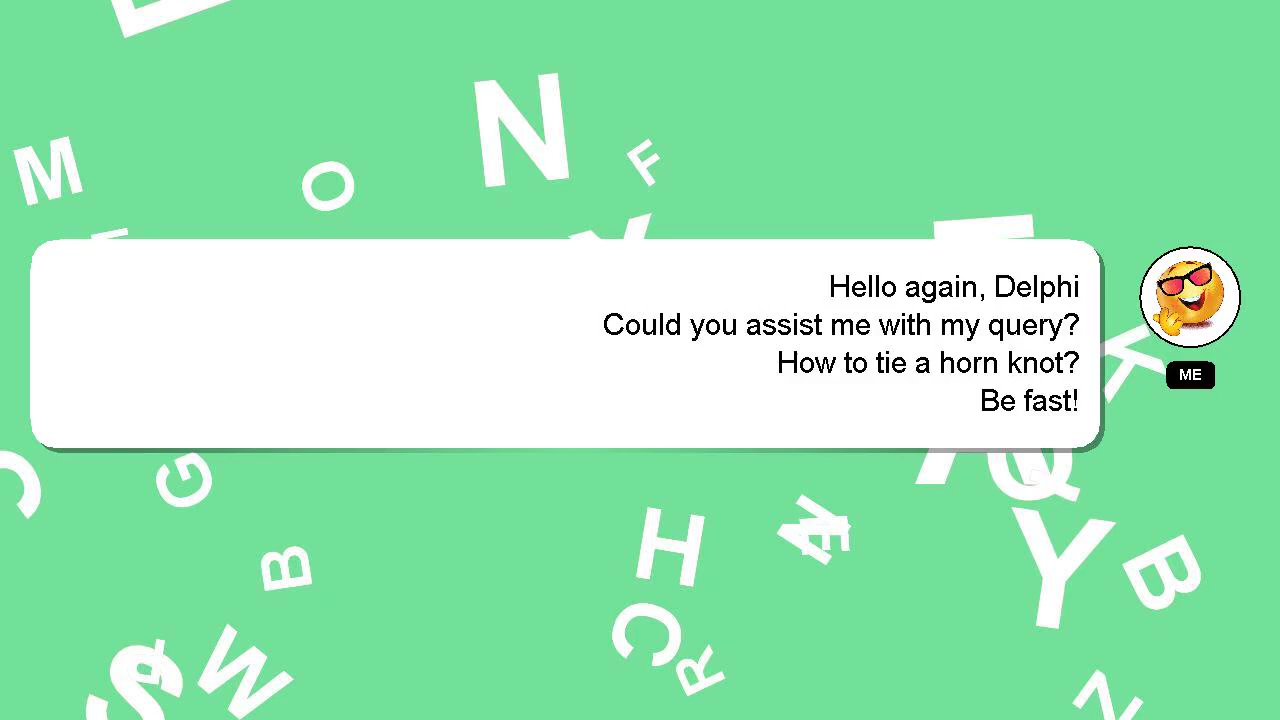 Hello again, Delphi
Could you assist me with my query?
How to tie a horn knot?
Be fast!
ME
M
O
N
F
K
C
G
B
H
Q
Y
B
C
R
W
S
N